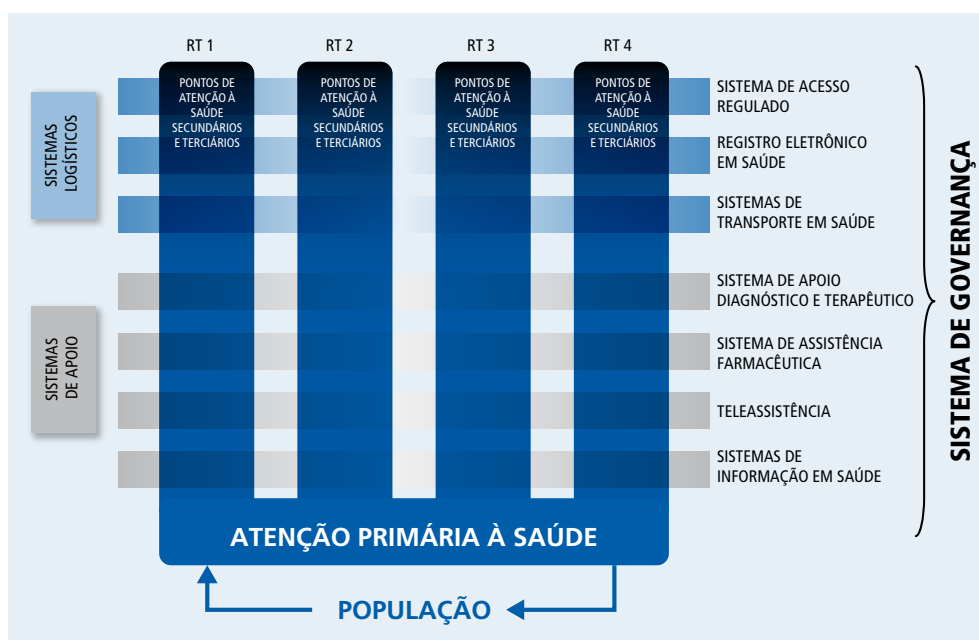 RT 1
RT 2
RT 3
RT 4
PONTOS DE
ATENÇÃO À
SAÚDE
SECUNDÁRIOS
E TERCIÁRIOS
PONTOS DE
ATENÇÃO À
SAÚDE
SECUNDÁRIOS
E TERCIÁRIOS
PONTOS DE
ATENÇÃO À
SAÚDE
SECUNDÁRIOS
E TERCIÁRIOS
PONTOS DE
ATENÇÃO À
SAÚDE
SECUNDÁRIOS
E TERCIÁRIOS
SISTEMAS
LOGÍSTICOS
SISTEMA DE ACESSO
REGULADO
REGISTRO ELETRÔNICO
EM SAÚDE
SISTEMAS DE
TRANSPORTE EM SAÚDE
SISTEMAS
DE APOIO
SISTEMA DE APOIO
DIAGNÓSTICO E TERAPÊUTICO
SISTEMA DE ASSISTÊNCIA
FARMACÊUTICA
TELEASSISTÊNCIA
SISTEMAS DE
INFORMAÇÃO EM SAÚDE
SISTEMA DE GOVERNANÇA
ATENÇÃO PRIMÁRIA À SAÚDE
POPULAÇÃO